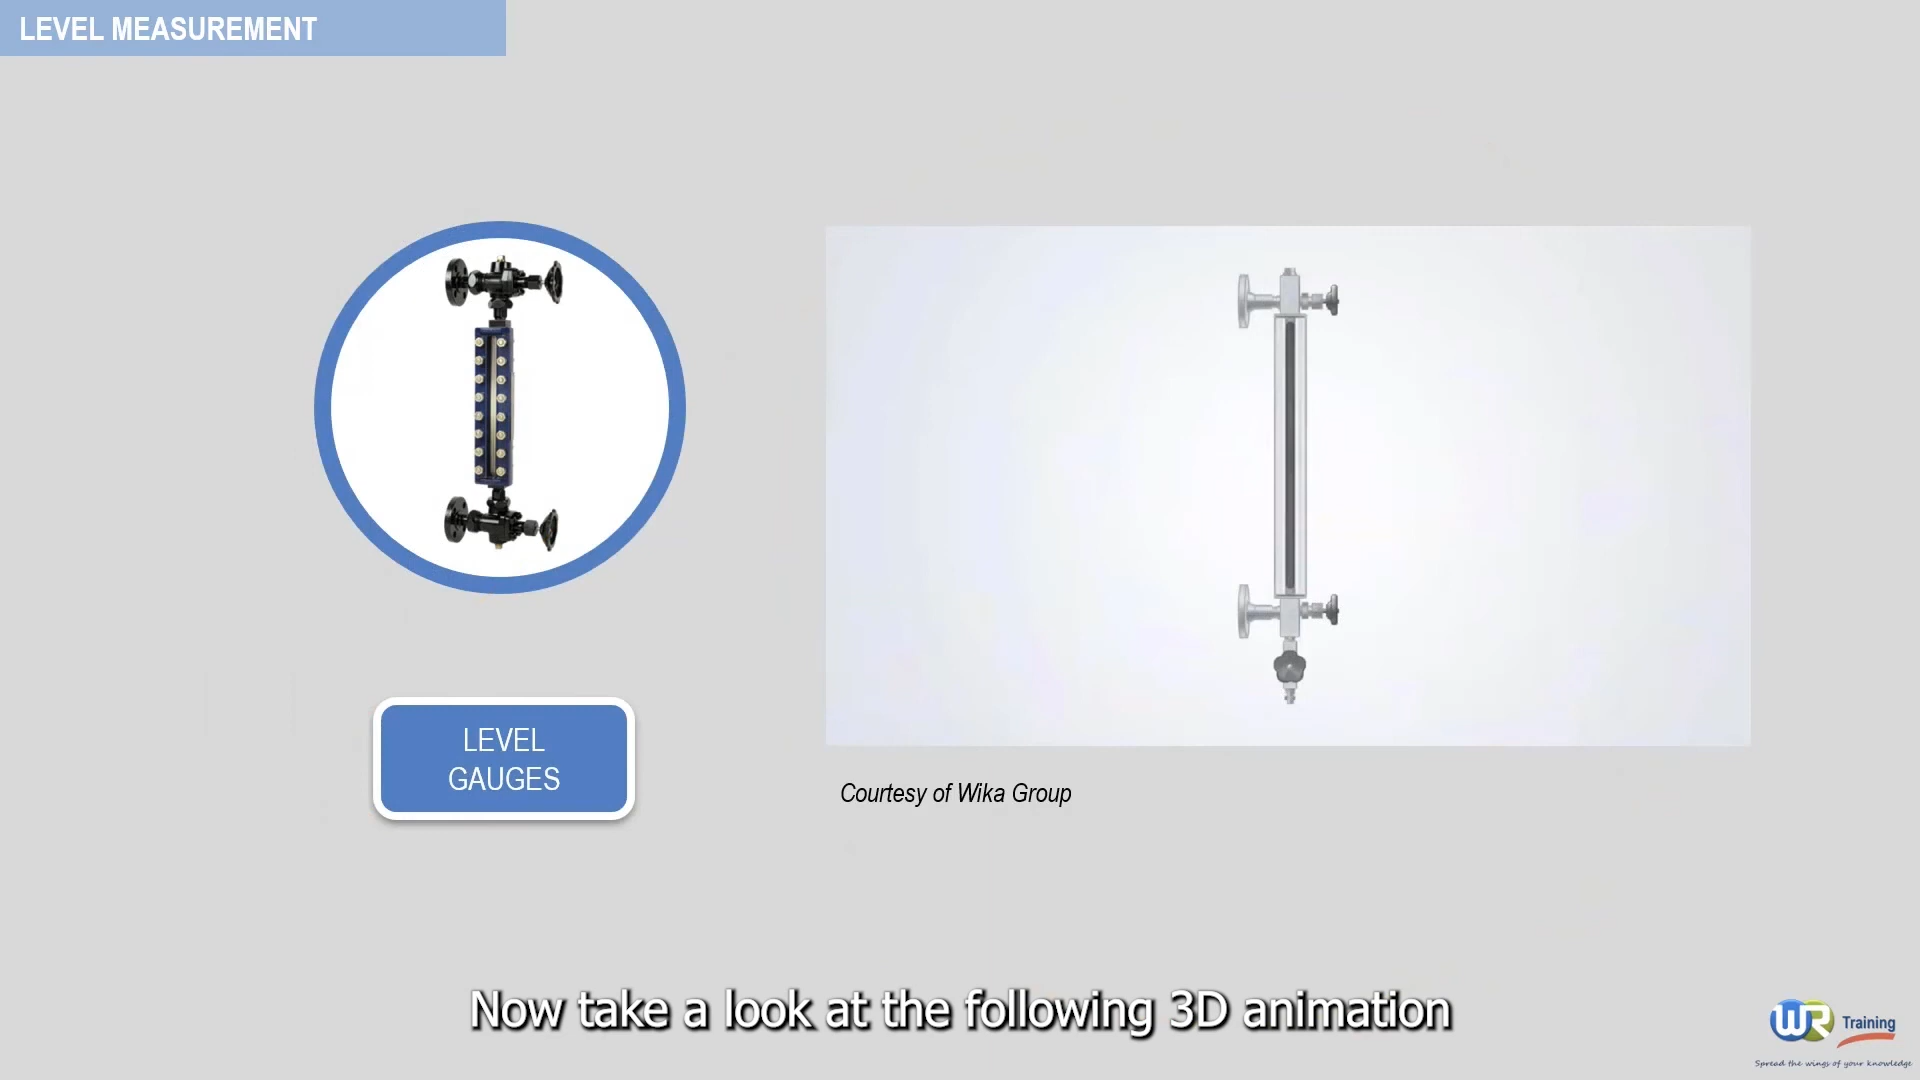 LEVEL MEASUREMENT
LEVEL
GAUGES
Courtesy of Wika Group
Now take a look at the following 3D animation
WR Training
Spread the wings of your knowledge